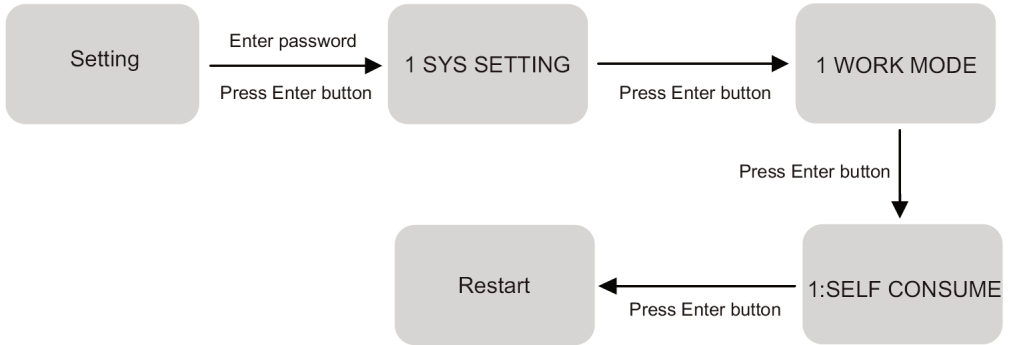 Setting
Enter password
Press Enter button
1 SYS SETTING
Press Enter button
1 WORK MODE
Press Enter button
1:SELF CONSUME
Press Enter button
Restart